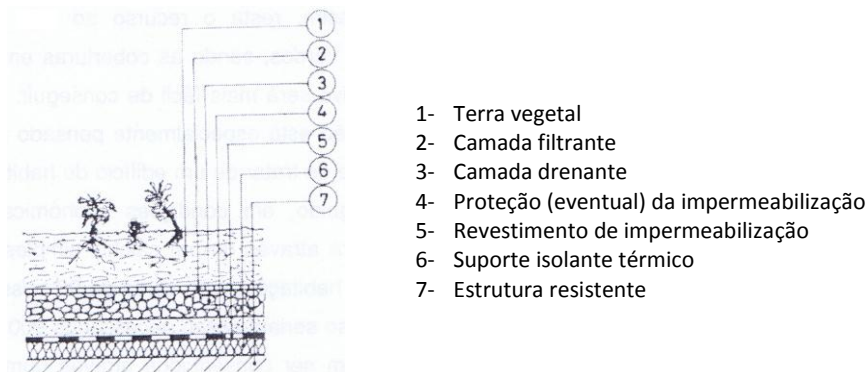 1
2
3
4
5
6
7
1- Terra vegetal
2- Camada filtrante
3- Camada drenante
4- Proteção (eventual) da impermeabilização
5- Revestimento de impermeabilização
6- Suporte isolante térmico
7- Estrutura resistente